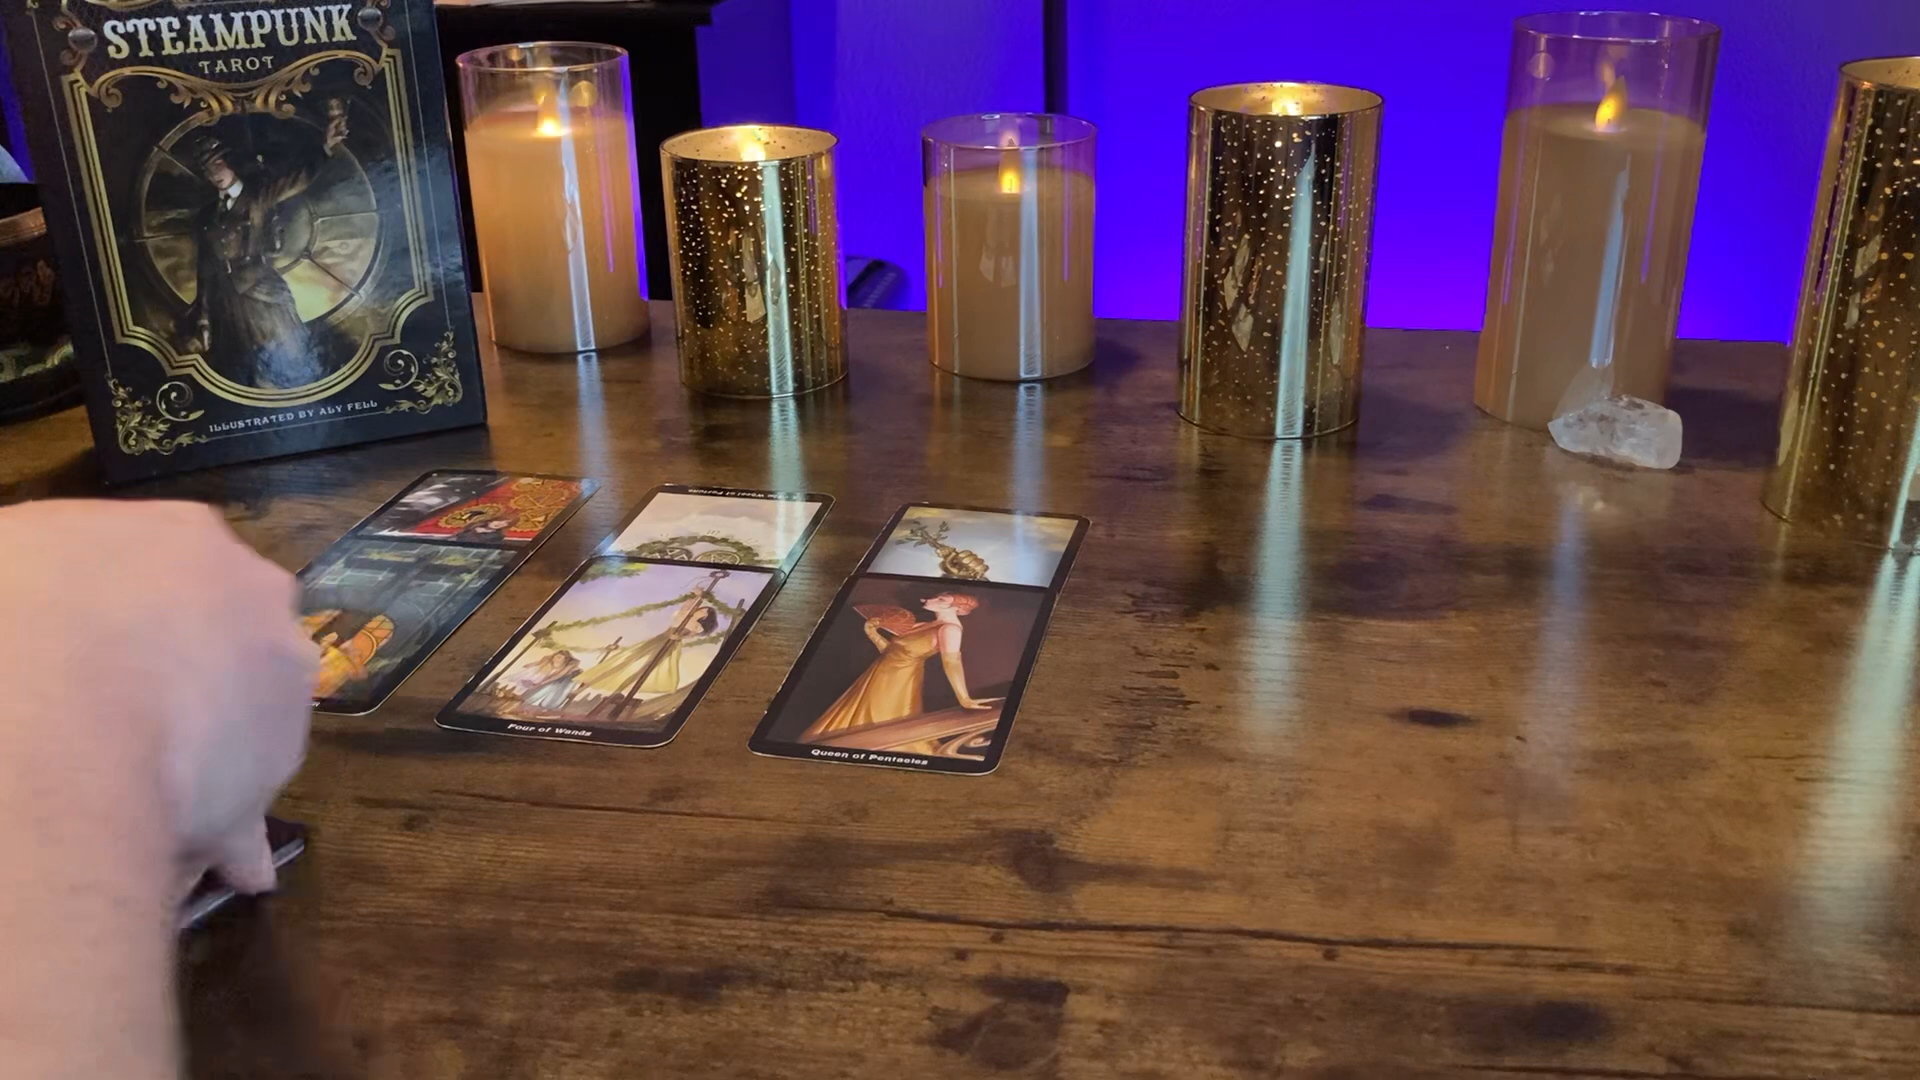 STEAMPUNK
TAROT
ILLUSTRATED BY ALY FELL
Four of Wands
Queen of Pentacles